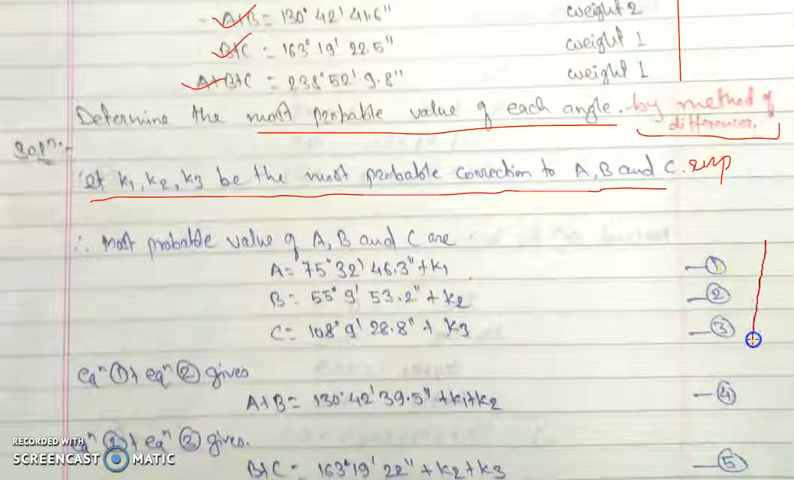 A+B = 130° 42' 41.6" weight 2
B+C = 163° 19' 22.5" weight 1
A+B+C = 238° 52' 9.8" weight 1
Determine the most probable value of each angle. by method of
differences.
Solⁿ:-
let k1, k2, k3 be the most probable correction to A, B and C. resp
∴ Most probable value of A, B and C are
A = 75° 32' 46.3" + k1 —①
B = 55° 9' 53.2" + k2 —②
C = 108° 9' 28.8" + k3 —③
eqⁿ ① + eqⁿ ② gives
A+B = 130° 42' 39.5" + k1 + k2 —④
eqⁿ ② + eqⁿ ③ gives.
B+C = 163° 19' 22" + k2 + k3 —⑤
RECORDED WITH
SCREENCAST MATIC